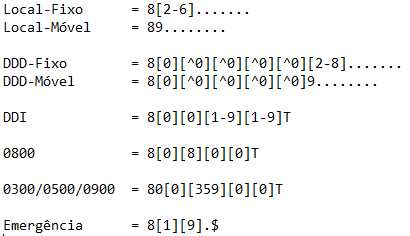 Local-Fixo = 8[2-6].......
Local-Móvel = 89........
DDD-Fixo = 8[0][^0][^0][^0][^0][2-8].......
DDD-Móvel = 8[0][^0][^0][^0][^0]9........
DDI = 8[0][0][1-9][1-9]T
0800 = 8[0][8][0][0]T
0300/0500/0900 = 80[0][359][0][0]T
Emergência = 8[1][9].$